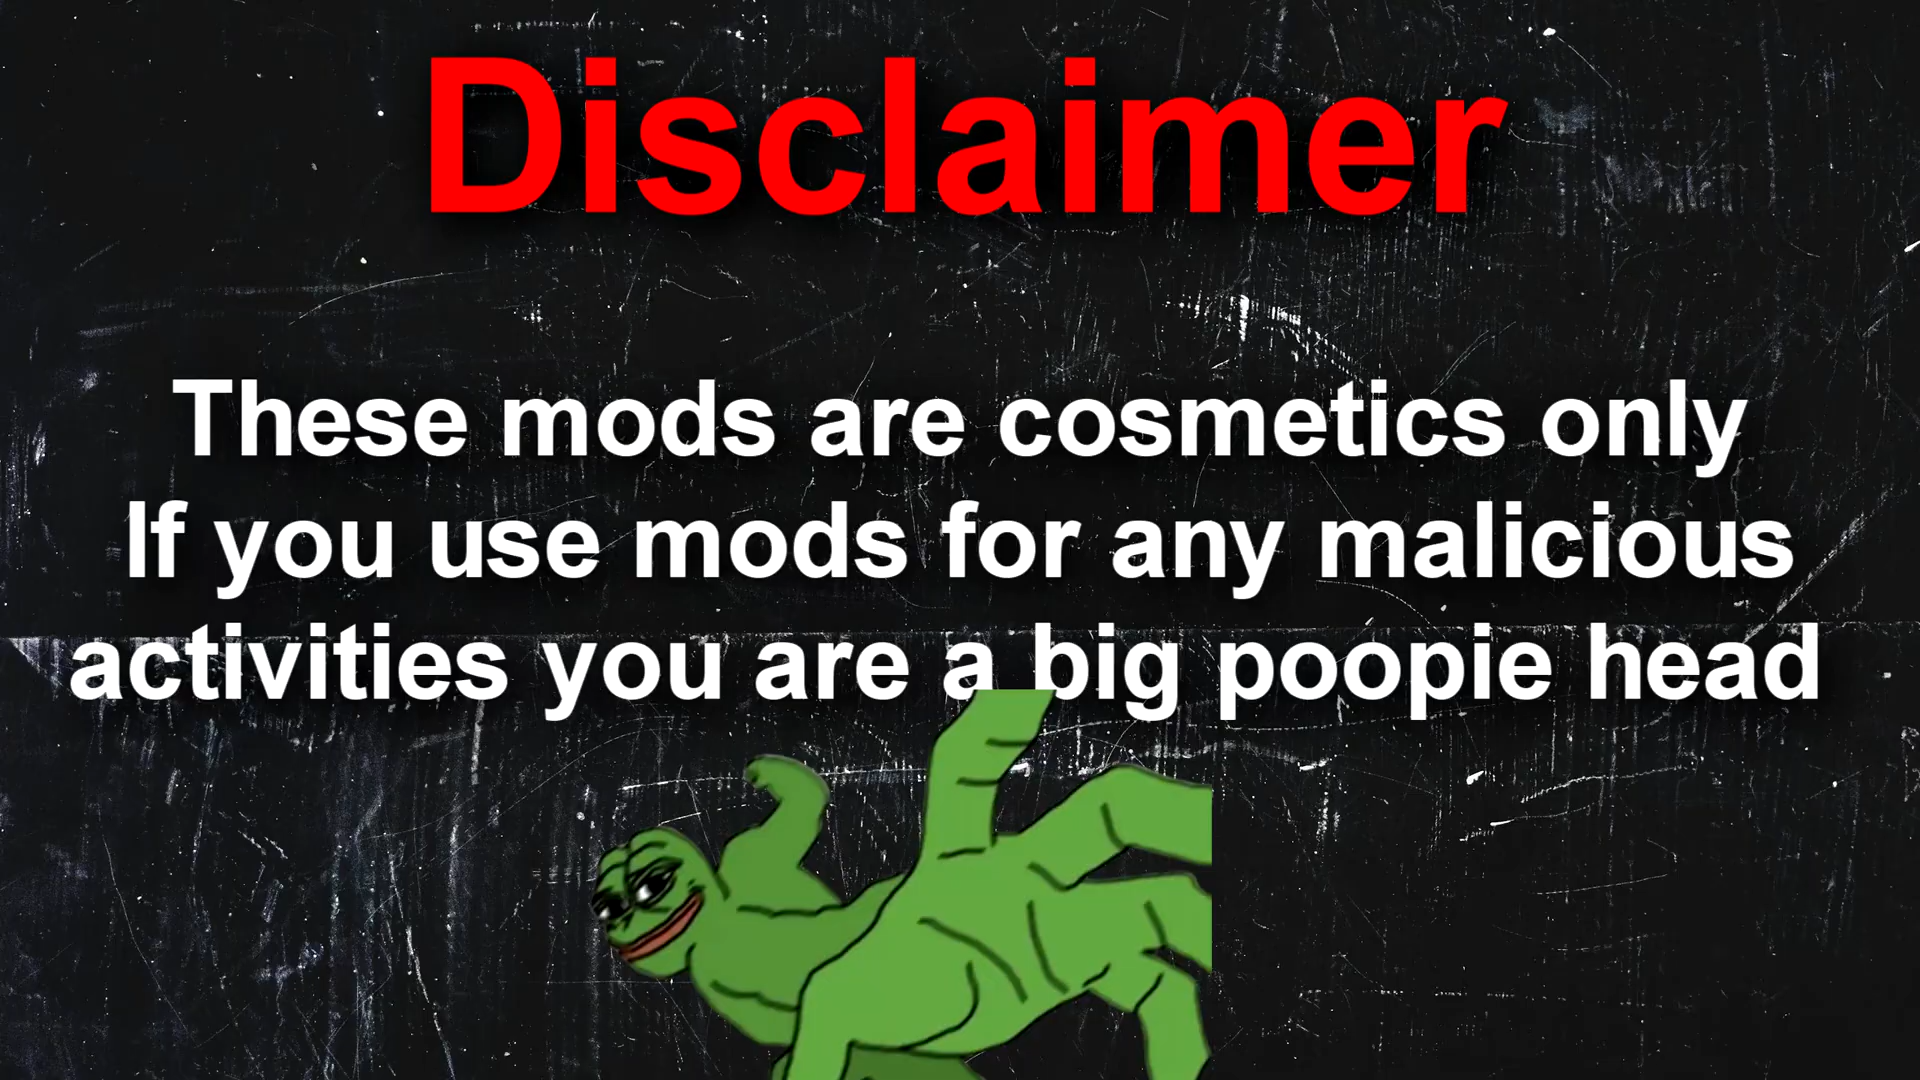 Disclaimer
These mods are cosmetics only
If you use mods for any malicious
activities you are a big poopie head